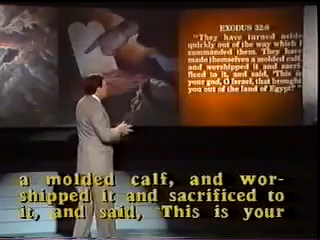 EXODUS 32:8
"They have turned aside
quickly out of the way which I
commanded them. They have
made themselves a molded calf,
and worshipped it and sacri-
ficed to it, and said, 'This is
your god, O Israel, that brought
you out of the land of Egypt!'"
a molded calf, and wor-
shipped it and sacrificed to
it, and said, 'This is your